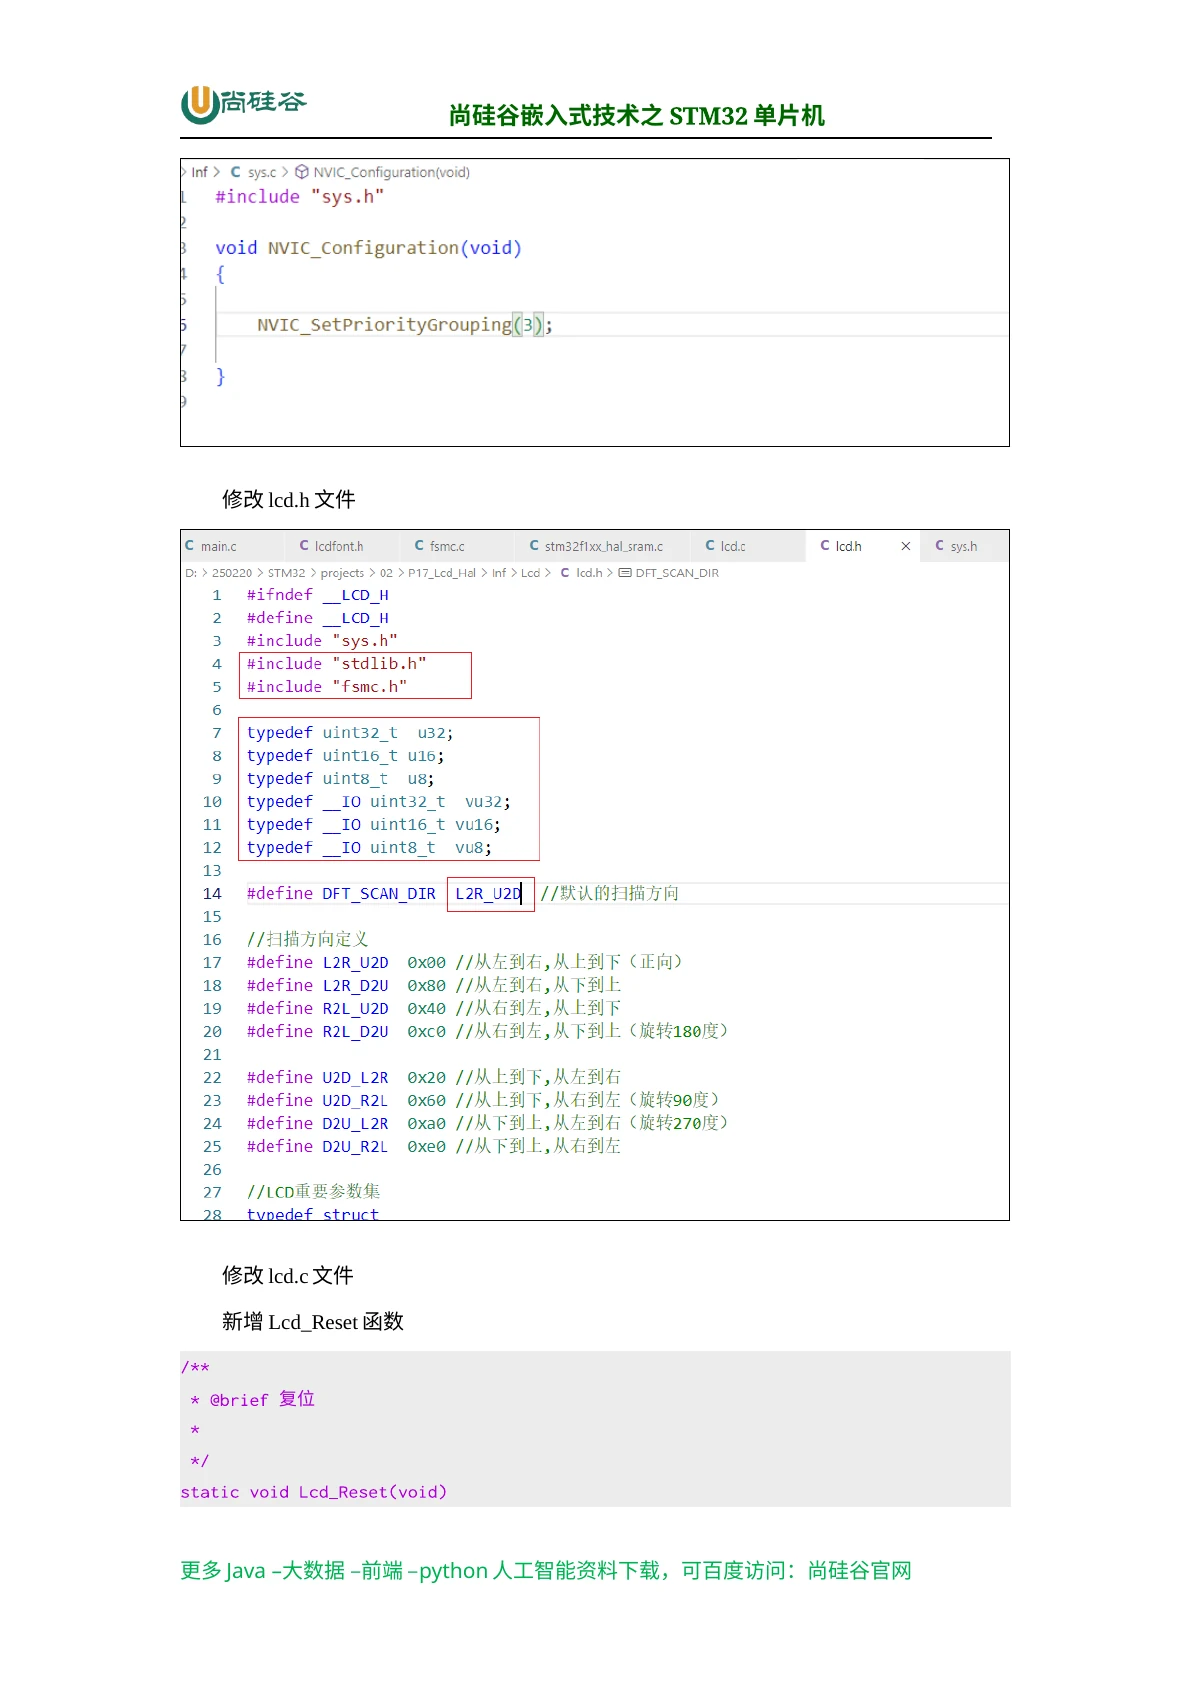 尚硅谷
尚硅谷嵌入式技术之 STM32 单片机
Inf > C sys.c > NVIC_Configuration(void)
1 #include "sys.h"
2
3 void NVIC_Configuration(void)
4 {
5
6 NVIC_SetPriorityGrouping(3);
7
8 }
9
修改 lcd.h 文件
C main.c C lcdfont.h C fsmc.c C stm32f1xx_hal_sram.c C lcd.c C lcd.h × C sys.h
D: > 250220 > STM32 > projects > 02 > P17_Lcd_Hal > Inf > Lcd > C lcd.h > DFT_SCAN_DIR
1 #ifndef __LCD_H
2 #define __LCD_H
3 #include "sys.h"
4 #include "stdlib.h"
5 #include "fsmc.h"
6
7 typedef uint32_t  u32;
8 typedef uint16_t u16;
9 typedef uint8_t  u8;
10 typedef __IO uint32_t  vu32;
11 typedef __IO uint16_t vu16;
12 typedef __IO uint8_t  vu8;
13
14 #define DFT_SCAN_DIR  L2R_U2D  //默认的扫描方向
15
16 //扫描方向定义
17 #define L2R_U2D  0x00 //从左到右,从上到下（正向）
18 #define L2R_D2U  0x80 //从左到右,从下到上
19 #define R2L_U2D  0x40 //从右到左,从上到下
20 #define R2L_D2U  0xc0 //从右到左,从下到上（旋转180度）
21
22 #define U2D_L2R  0x20 //从上到下,从左到右
23 #define U2D_R2L  0x60 //从上到下,从右到左（旋转90度）
24 #define D2U_L2R  0xa0 //从下到上,从左到右（旋转270度）
25 #define D2U_R2L  0xe0 //从下到上,从右到左
26
27 //LCD重要参数集
28 typedef struct
修改 lcd.c 文件
新增 Lcd_Reset 函数
/**
 * @brief 复位
 *
 */
static void Lcd_Reset(void)
更多 Java –大数据 –前端 –python 人工智能资料下载，可百度访问：尚硅谷官网